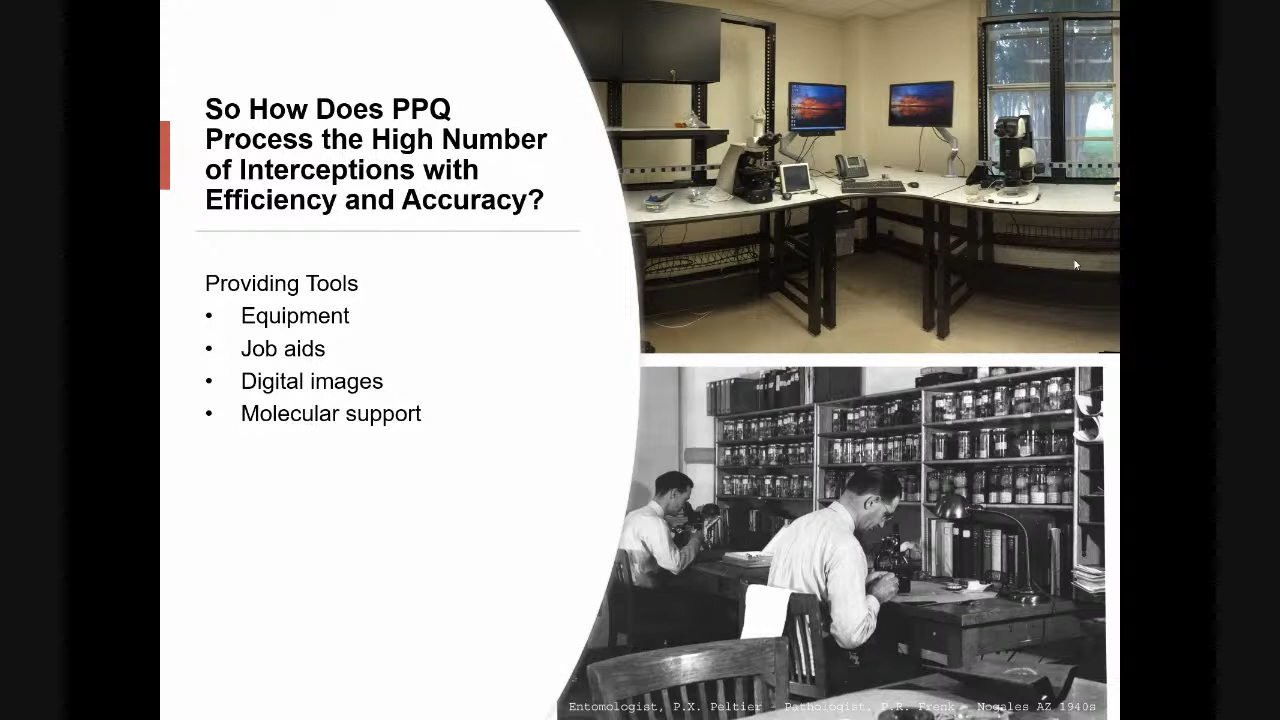 So How Does PPQ
Process the High Number
of Interceptions with
Efficiency and Accuracy?
Providing Tools
• Equipment
• Job aids
• Digital images
• Molecular support
Entomologist, P.X. Peltier - Pathologist, P.R. Frenk - Nogales AZ 1940s